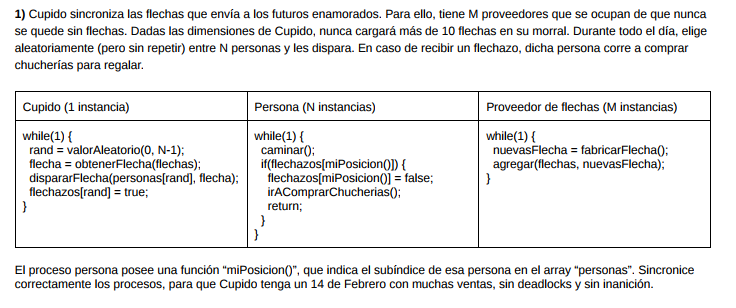 1) Cupido sincroniza las flechas que envía a los futuros enamorados. Para ello, tiene M proveedores que se ocupan de que nunca
se quede sin flechas. Dadas las dimensiones de Cupido, nunca cargará más de 10 flechas en su morral. Durante todo el día, elige
aleatoriamente (pero sin repetir) entre N personas y les dispara. En caso de recibir un flechazo, dicha persona corre a comprar
chucherías para regalar.
Cupido (1 instancia)
while(1) {
rand = valorAleatorio(0, N-1);
flecha = obtenerFlecha(flechas);
dispararFlecha(personas[rand], flecha);
flechazos[rand] = true;
}
Persona (N instancias)
while(1) {
caminar();
if(flechazos[miPosicion()]) {
flechazos[miPosicion()] = false;
irAComprarChucherias();
return;
}
}
Proveedor de flechas (M instancias)
while(1) {
nuevasFlecha = fabricarFlecha();
agregar(flechas, nuevasFlecha);
}
El proceso persona posee una función “miPosicion()”, que indica el subíndice de esa persona en el array “personas”. Sincronice
correctamente los procesos, para que Cupido tenga un 14 de Febrero con muchas ventas, sin deadlocks y sin inanición.